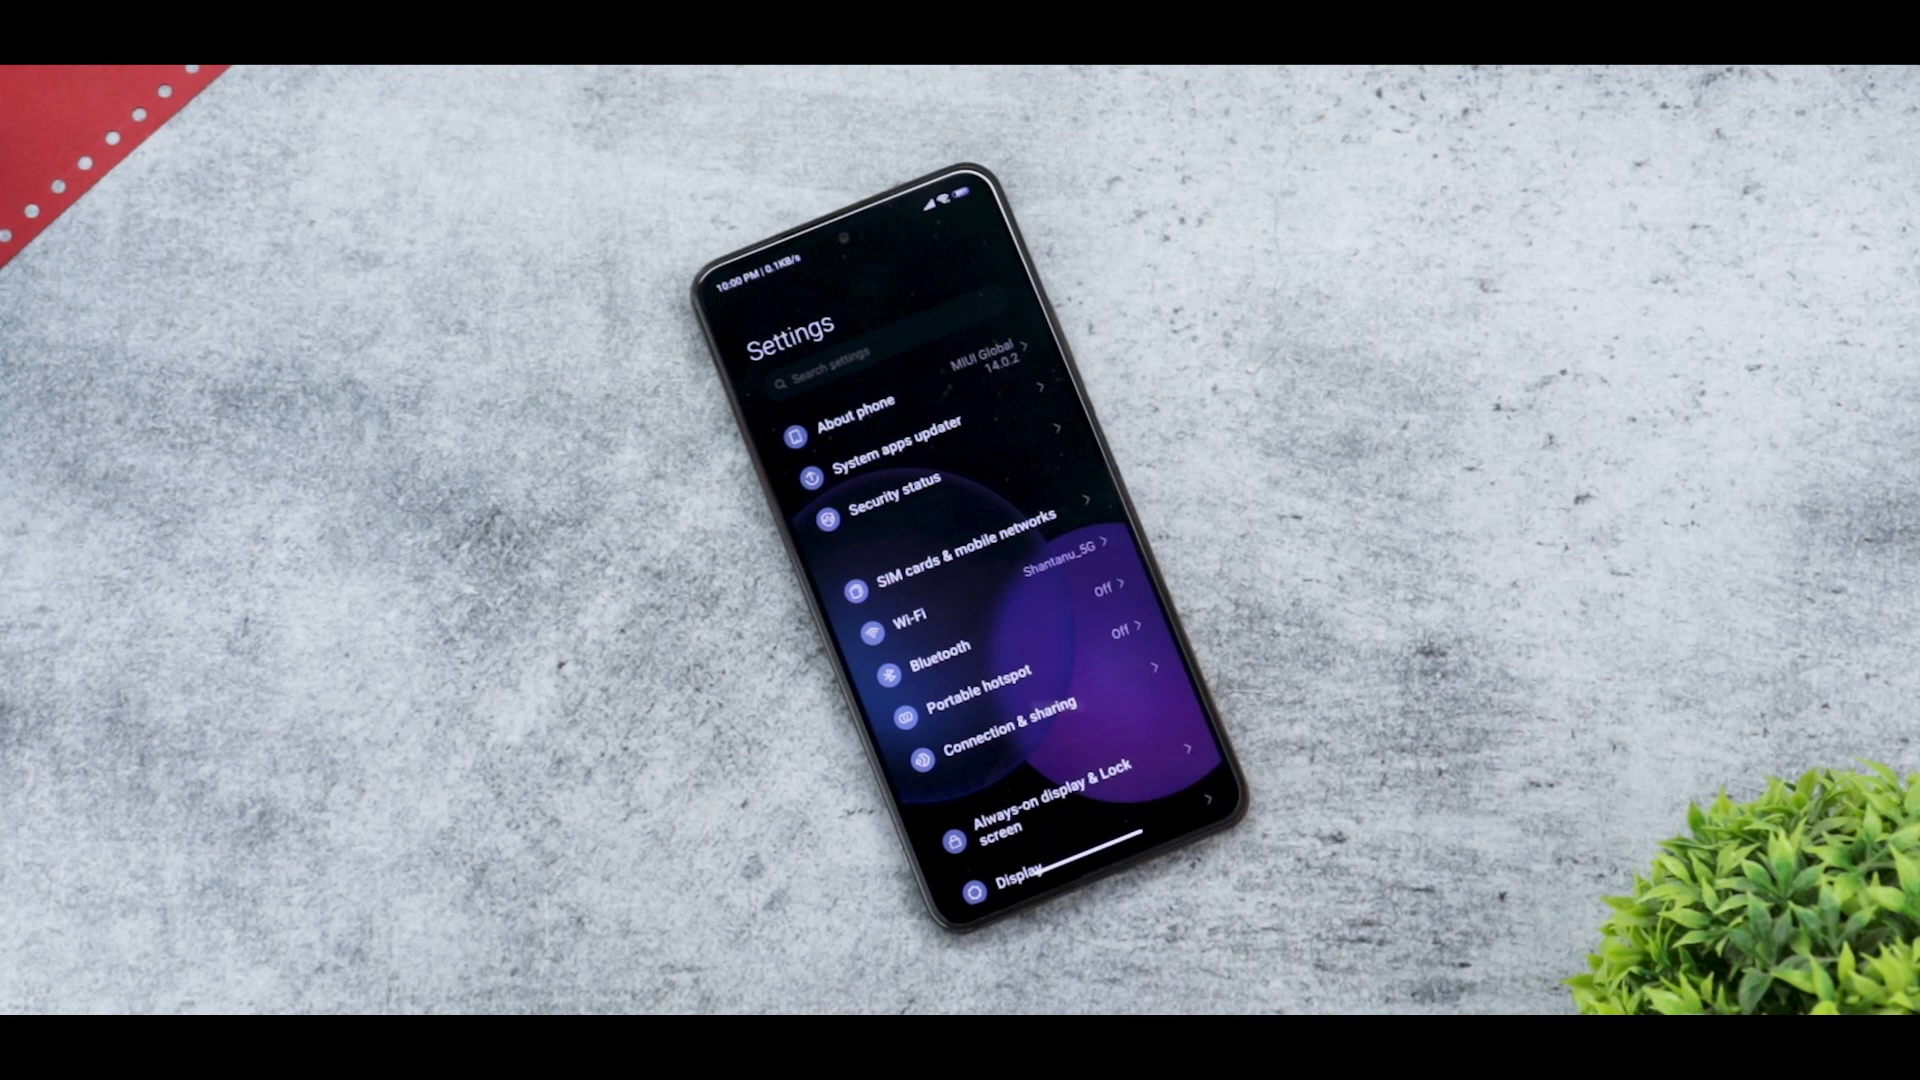 10:00 PM | 0.1KB/s
Settings
Search settings
About phone
MIUI Global
14.0.2
System apps updater
Security status
SIM cards & mobile networks
Wi-Fi
Shantanu_5G
Bluetooth
Off
Portable hotspot
Off
Connection & sharing
Always-on display & Lock
screen
Display